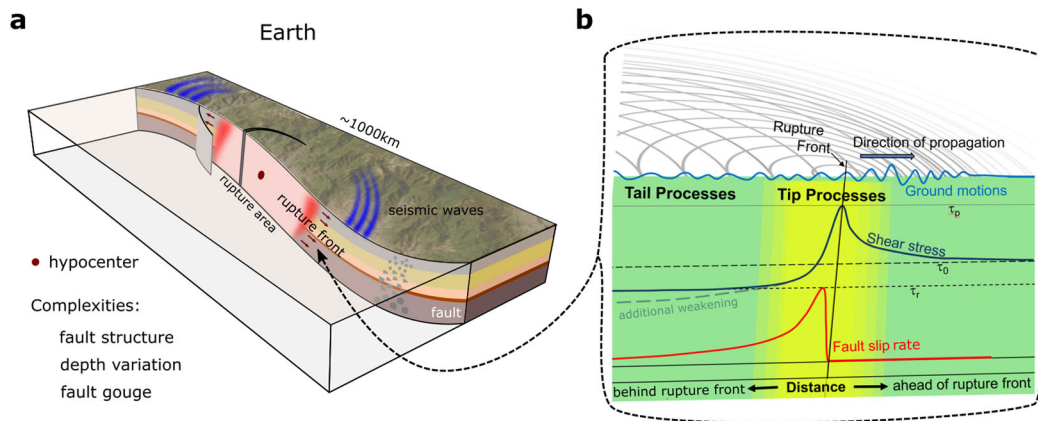 a
Earth
~1000km
rupture area
rupture front
seismic waves
fault
hypocenter
Complexities:
fault structure
depth variation
fault gouge
b
Rupture
Front
Direction of propagation
Tail Processes
Tip Processes
Ground motions
τp
Shear stress
τ0
τr
additional weakening
Fault slip rate
behind rupture front
Distance
ahead of rupture front